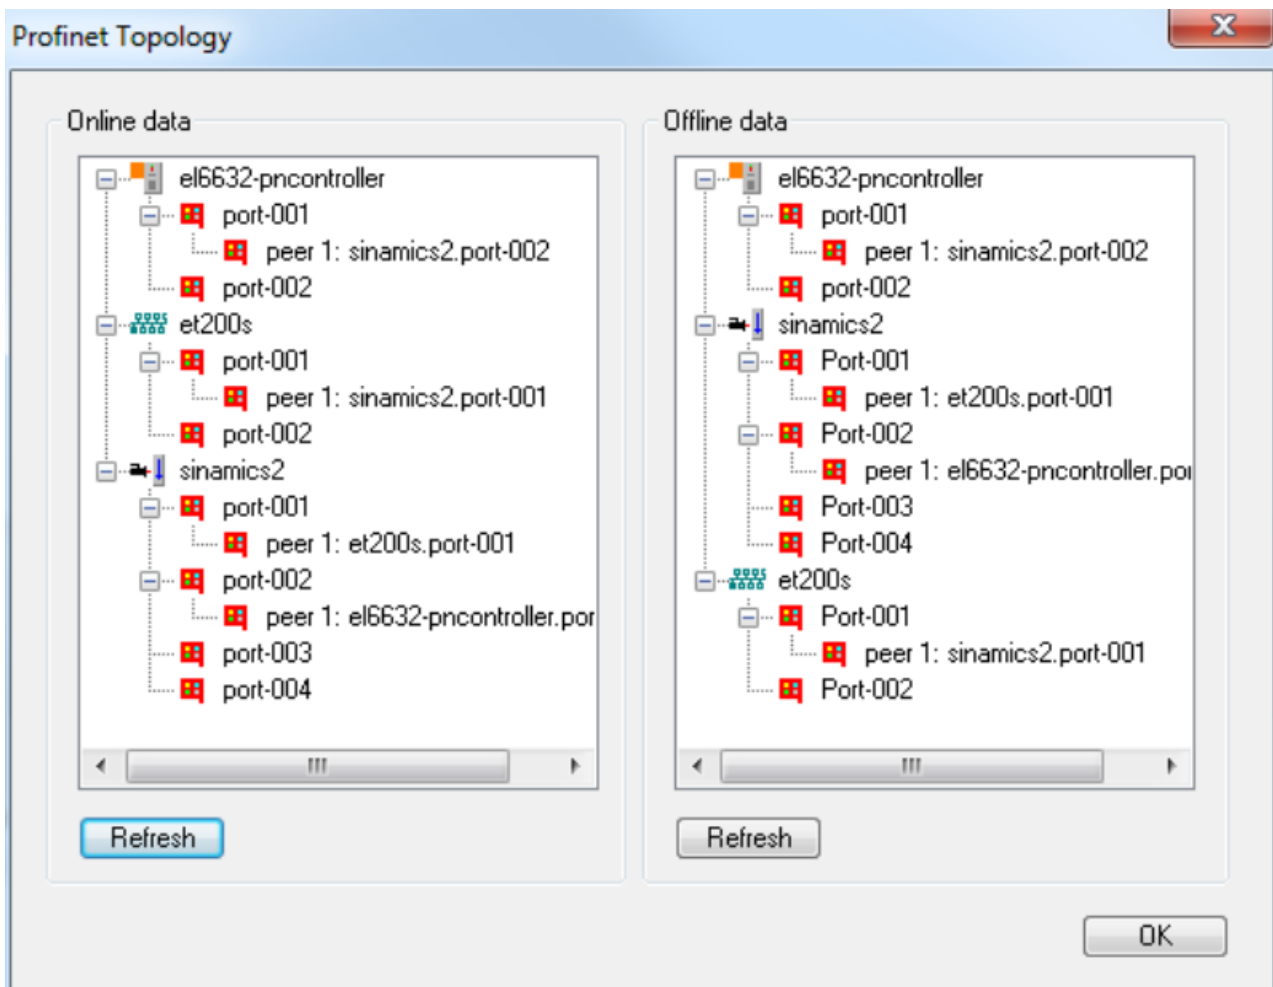 Profinet Topology
Online data
el6632-pncontroller
port-001
peer 1: sinamics2.port-002
port-002
et200s
port-001
peer 1: sinamics2.port-001
port-002
sinamics2
port-001
peer 1: et200s.port-001
port-002
peer 1: el6632-pncontroller.por
port-003
port-004
Refresh
Offline data
el6632-pncontroller
port-001
peer 1: sinamics2.port-002
port-002
sinamics2
Port-001
peer 1: et200s.port-001
Port-002
peer 1: el6632-pncontroller.por
Port-003
Port-004
et200s
Port-001
peer 1: sinamics2.port-001
Port-002
Refresh
OK